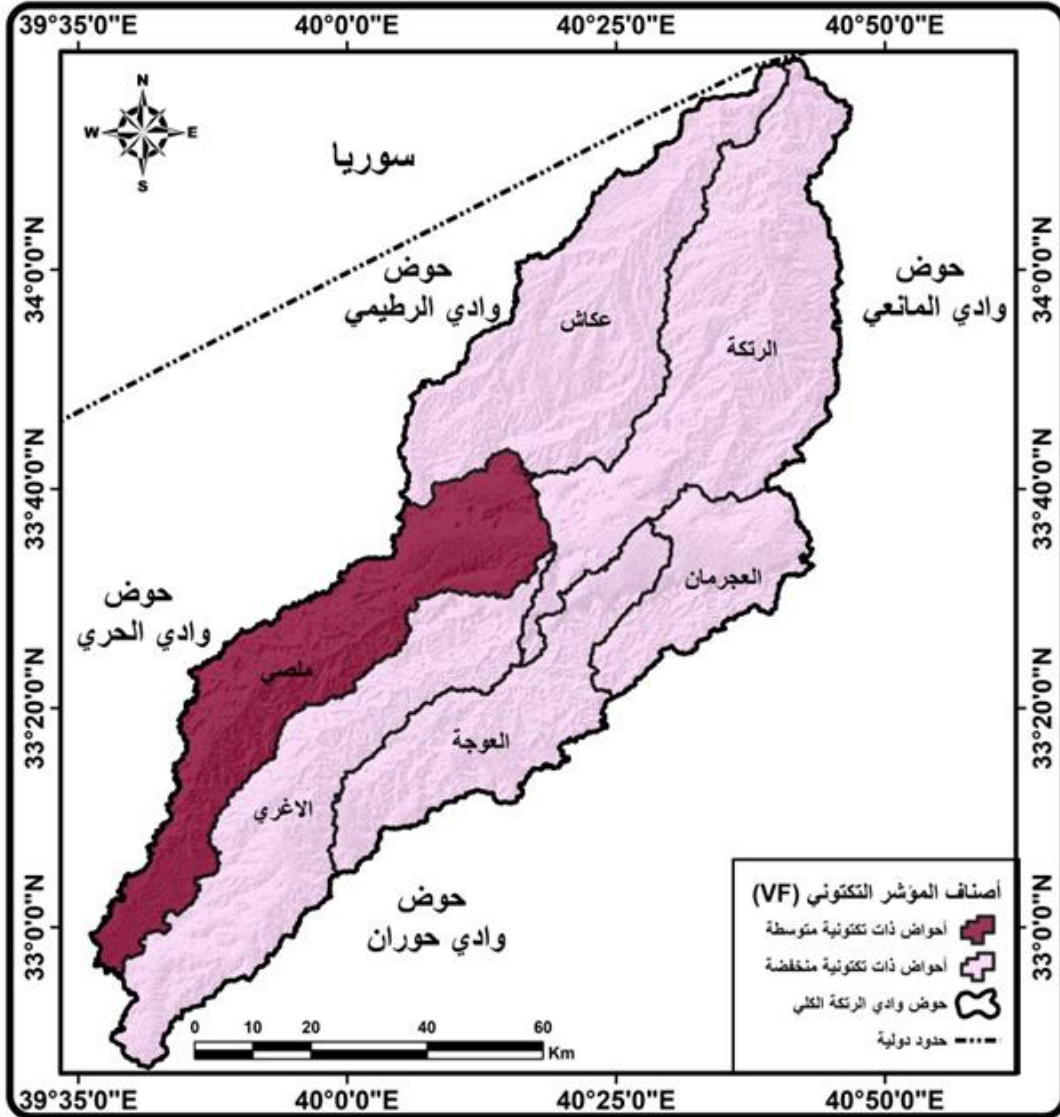 39°35'0"E 40°0'0"E 40°25'0"E 40°50'0"E
N
W E
S
سوريا
34°0'0"N
34°0'0"N
حوض
وادي الرطيمي
حوض
وادي المانعي
عكاش
الرتكة
33°40'0"N
33°40'0"N
العجرمان
حوض
وادي الحري
ملصي
33°20'0"N
33°20'0"N
العوجة
الاغري
حوض
وادي حوران
33°0'0"N
33°0'0"N
أصناف المؤشر التكتوني (VF)
أحواض ذات تكتونية متوسطة
أحواض ذات تكتونية منخفضة
حوض وادي الرتكة الكلي
حدود دولية
0 10 20 40 60
Km
39°35'0"E 40°0'0"E 40°25'0"E 40°50'0"E